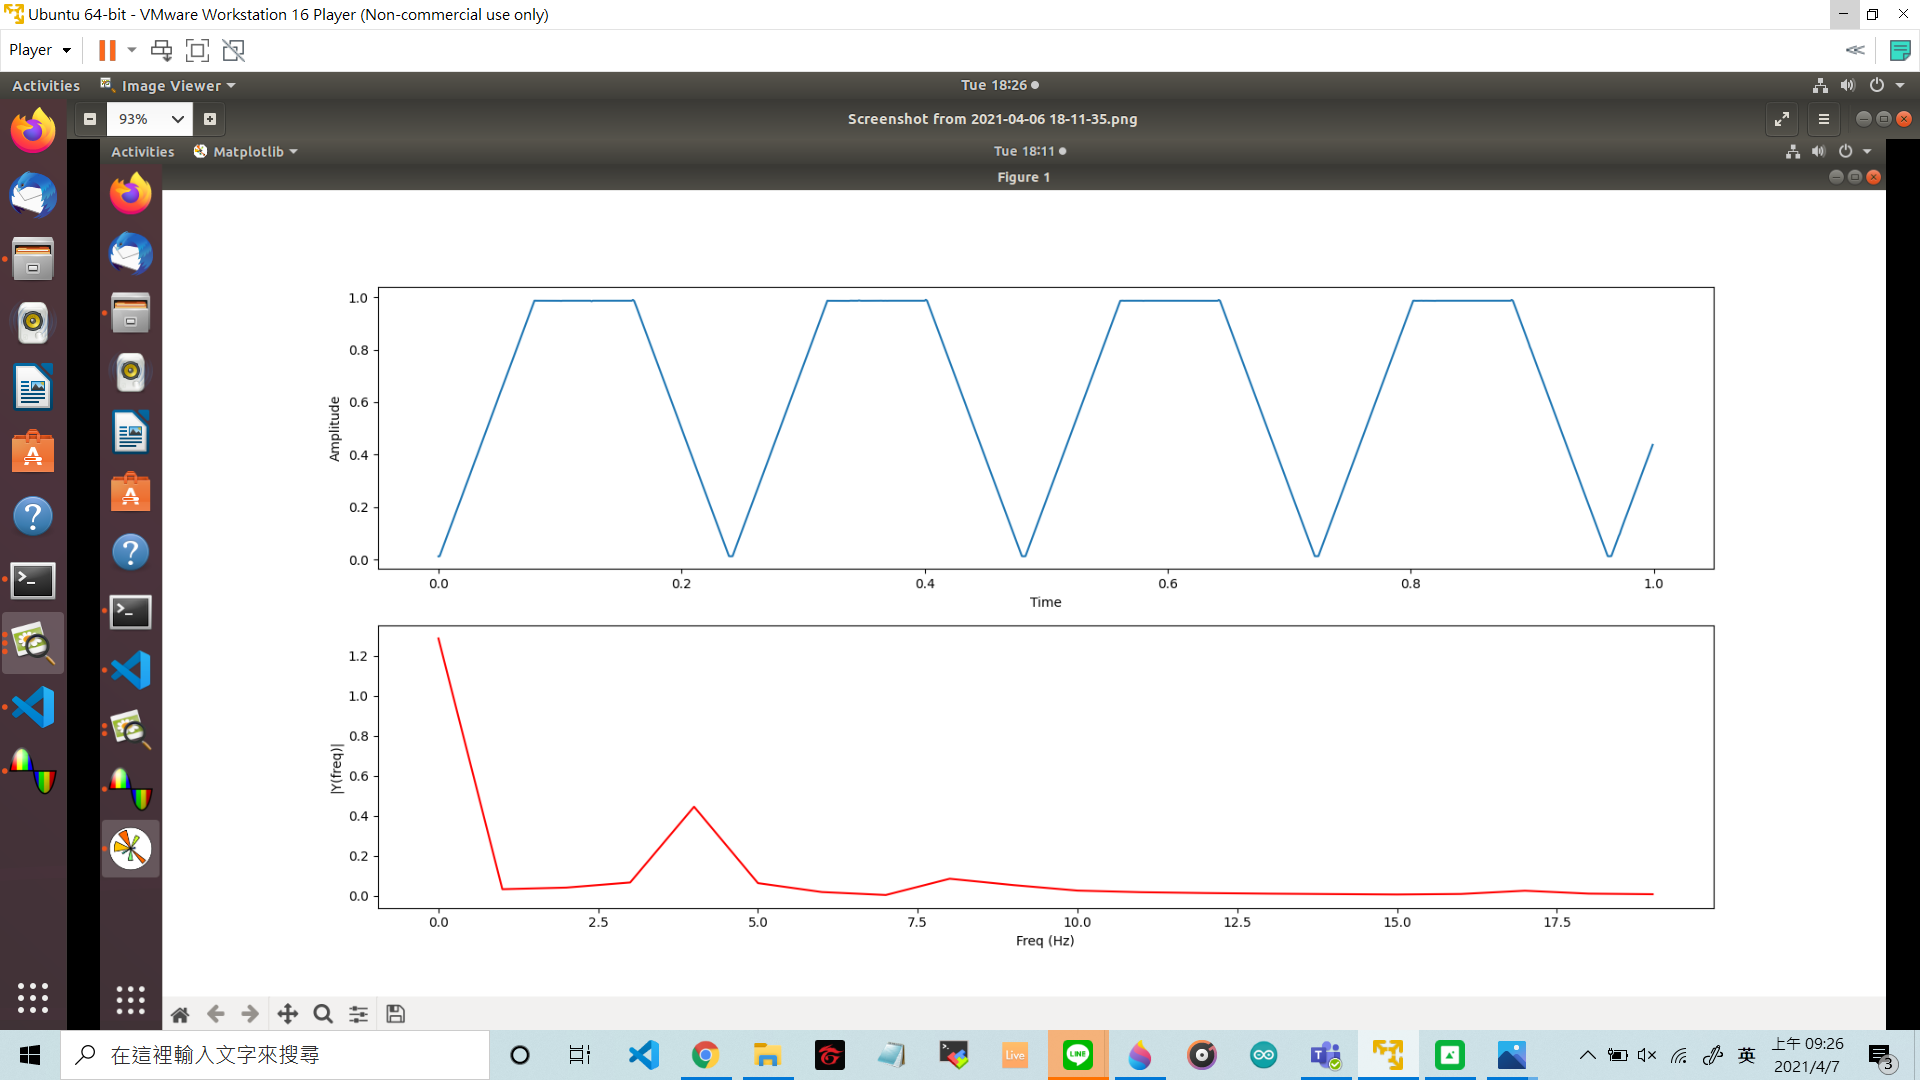 Ubuntu 64-bit - VMware Workstation 16 Player (Non-commercial use only)
Player
Activities
Image Viewer
Tue 18:26
93%
Screenshot from 2021-04-06 18-11-35.png
Activities
Matplotlib
Tue 18:11
Figure 1
1.0
0.8
0.6
0.4
0.2
0.0
Amplitude
0.0 0.2 0.4 0.6 0.8 1.0
Time
1.2
1.0
0.8
0.6
0.4
0.2
0.0
|Y(freq)|
0.0 2.5 5.0 7.5 10.0 12.5 15.0 17.5
Freq (Hz)
在這裡輸入文字來搜尋
Live
LINE
英
上午 09:26
2021/4/7
3